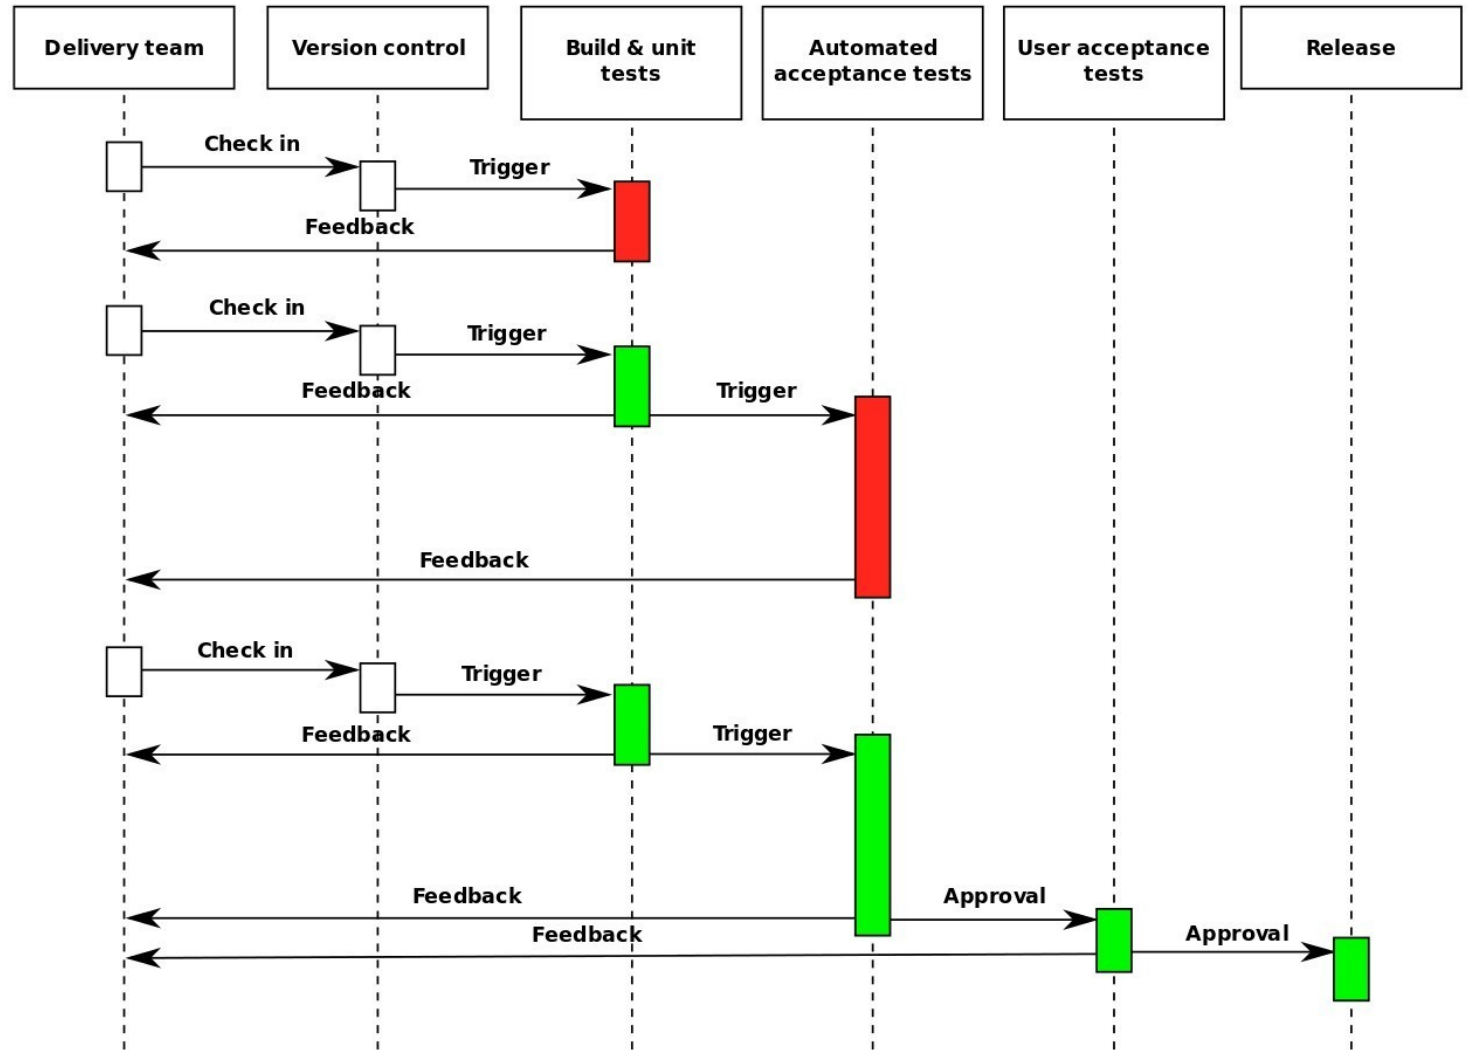 Delivery team
Version control
Build & unit
tests
Automated
acceptance tests
User acceptance
tests
Release
Check in
Trigger
Feedback
Check in
Trigger
Feedback
Trigger
Feedback
Check in
Trigger
Feedback
Trigger
Feedback
Approval
Feedback
Approval